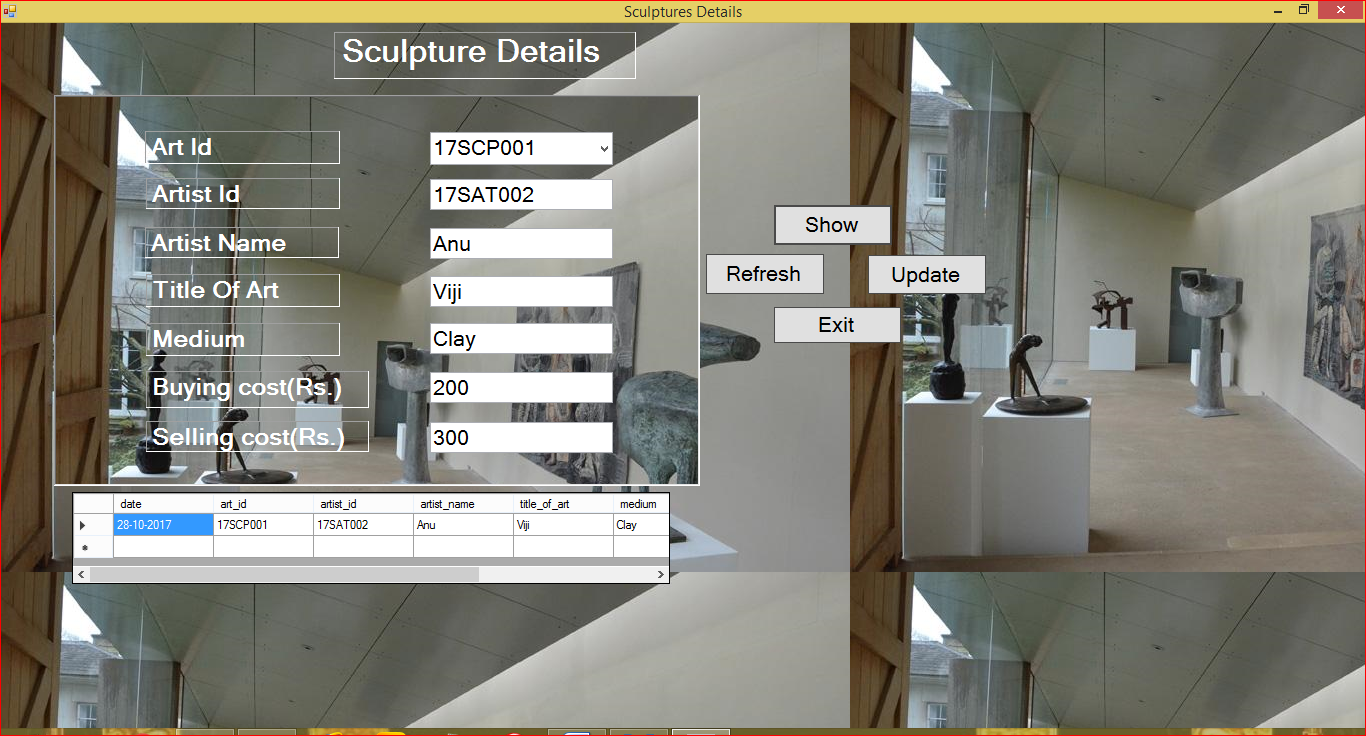 Sculptures Details
Sculpture Details
Art Id 17SCP001
Artist Id 17SAT002
Artist Name Anu
Title Of Art Viji
Medium Clay
Buying cost(Rs.) 200
Selling cost(Rs.) 300
Show
Refresh Update
Exit
date art_id artist_id artist_name title_of_art medium
28-10-2017 17SCP001 17SAT002 Anu Viji Clay